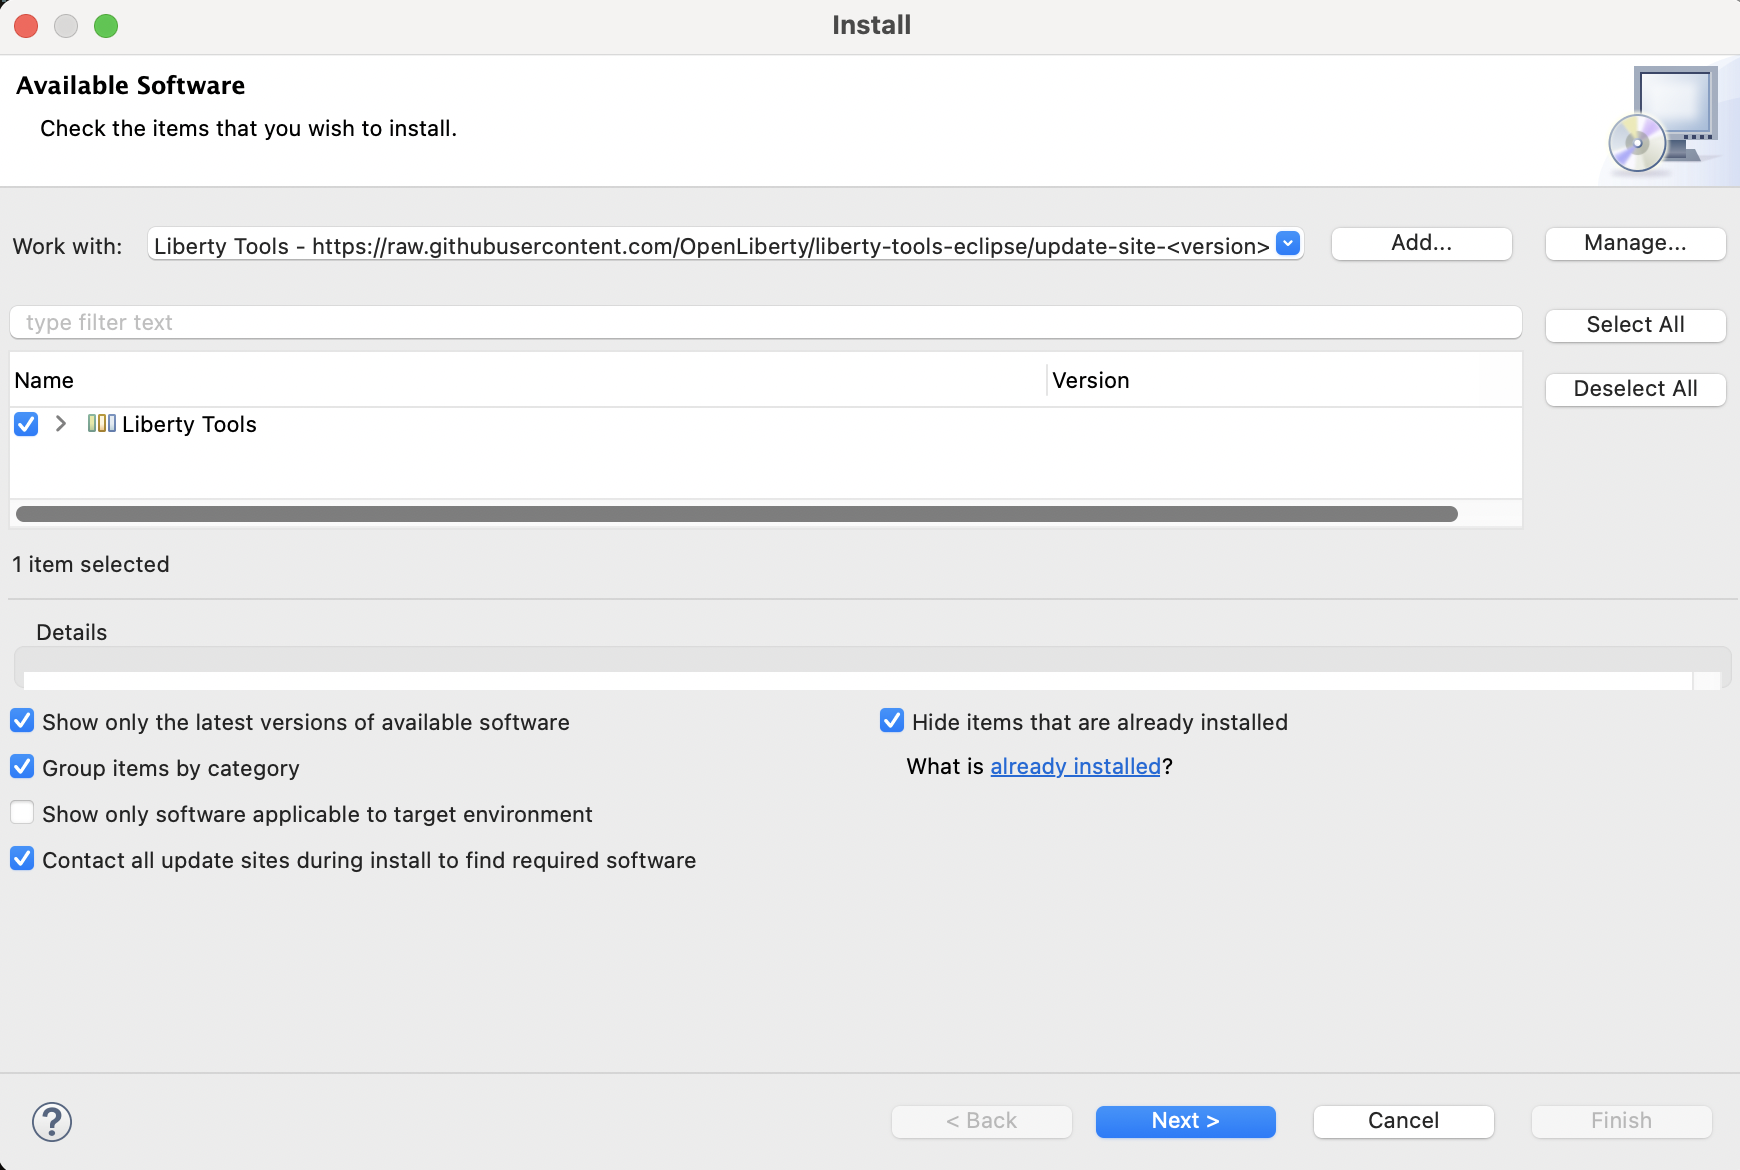 Install
Available Software
Check the items that you wish to install.
Work with: Liberty Tools - https://raw.githubusercontent.com/OpenLiberty/liberty-tools-eclipse/update-site-<version> Add... Manage...
type filter text Select All
Name Version
Deselect All
Liberty Tools
1 item selected
Details
Show only the latest versions of available software Hide items that are already installed
Group items by category What is already installed?
Show only software applicable to target environment
Contact all update sites during install to find required software
? < Back Next > Cancel Finish